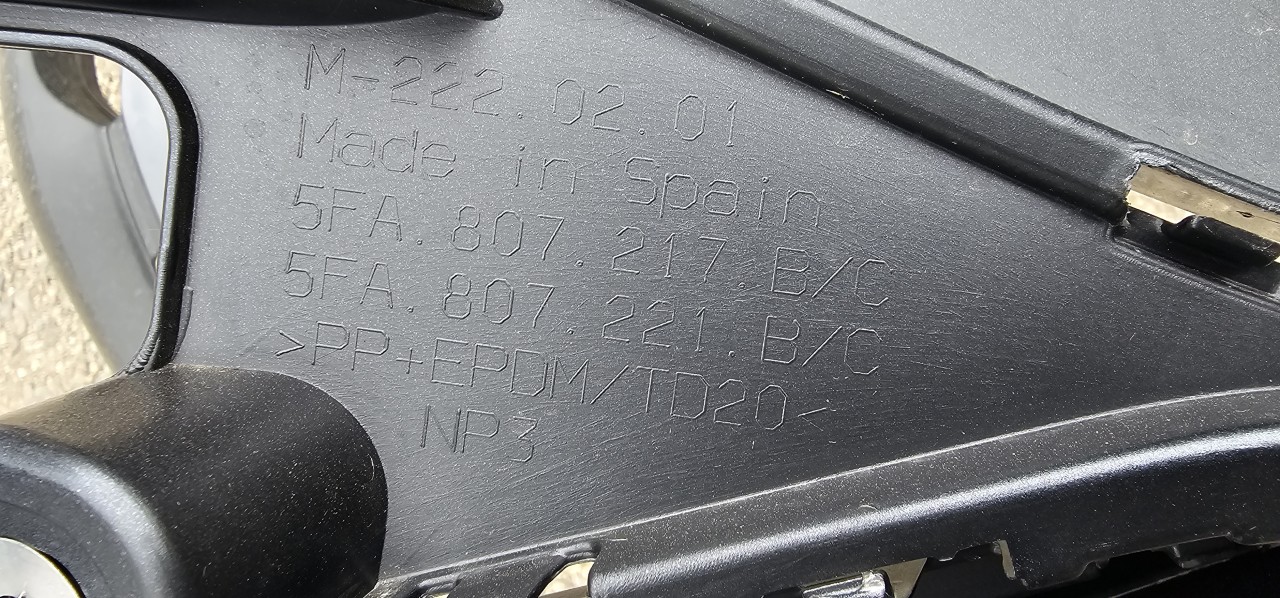 M-222.02.01
Made in Spain
5FA.807.217.B/C
5FA.807.221.B/C
>PP+EPDM/TD20<
NP3